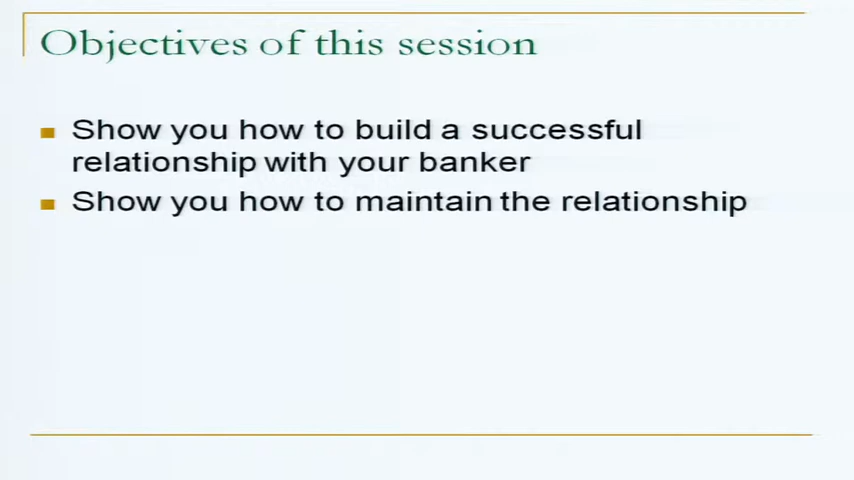 Objectives of this session
Show you how to build a successful
relationship with your banker
Show you how to maintain the relationship